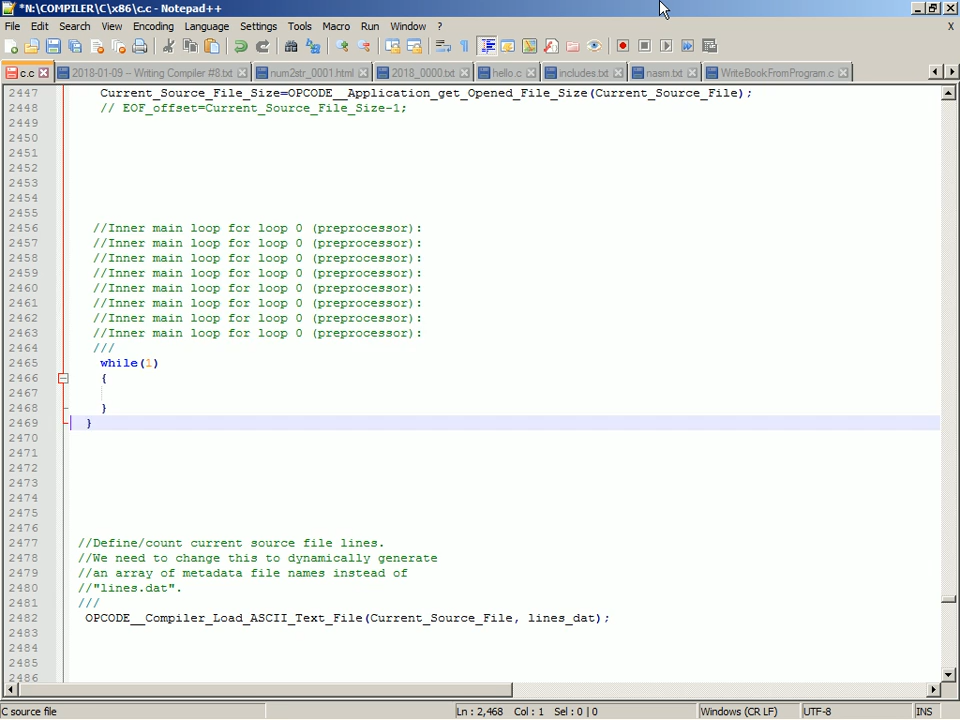 *N:\COMPILER\C\x86\c.c - Notepad++
File Edit Search View Encoding Language Settings Tools Macro Run Window ? X
c.c 2018-01-09 -- Writing Compiler #8.txt num2str_0001.html 2018_0000.txt hello.c includes.txt nasm.txt WriteBookFromProgram.c
2447 Current_Source_File_Size=OPCODE__Application_get_Opened_File_Size(Current_Source_File);
2448 // EOF_offset=Current_Source_File_Size-1;
2449
2450
2451
2452
2453
2454
2455
2456 //Inner main loop for loop 0 (preprocessor):
2457 //Inner main loop for loop 0 (preprocessor):
2458 //Inner main loop for loop 0 (preprocessor):
2459 //Inner main loop for loop 0 (preprocessor):
2460 //Inner main loop for loop 0 (preprocessor):
2461 //Inner main loop for loop 0 (preprocessor):
2462 //Inner main loop for loop 0 (preprocessor):
2463 //Inner main loop for loop 0 (preprocessor):
2464 ///
2465 while(1)
2466 {
2467
2468 }
2469 }
2470
2471
2472
2473
2474
2475
2476
2477 //Define/count current source file lines.
2478 //We need to change this to dynamically generate
2479 //an array of metadata file names instead of
2480 //"lines.dat".
2481 ///
2482 OPCODE__Compiler_Load_ASCII_Text_File(Current_Source_File, lines_dat);
2483
2484
2485
2486
C source file Ln : 2,468 Col : 1 Sel : 0 | 0 Windows (CR LF) UTF-8 INS